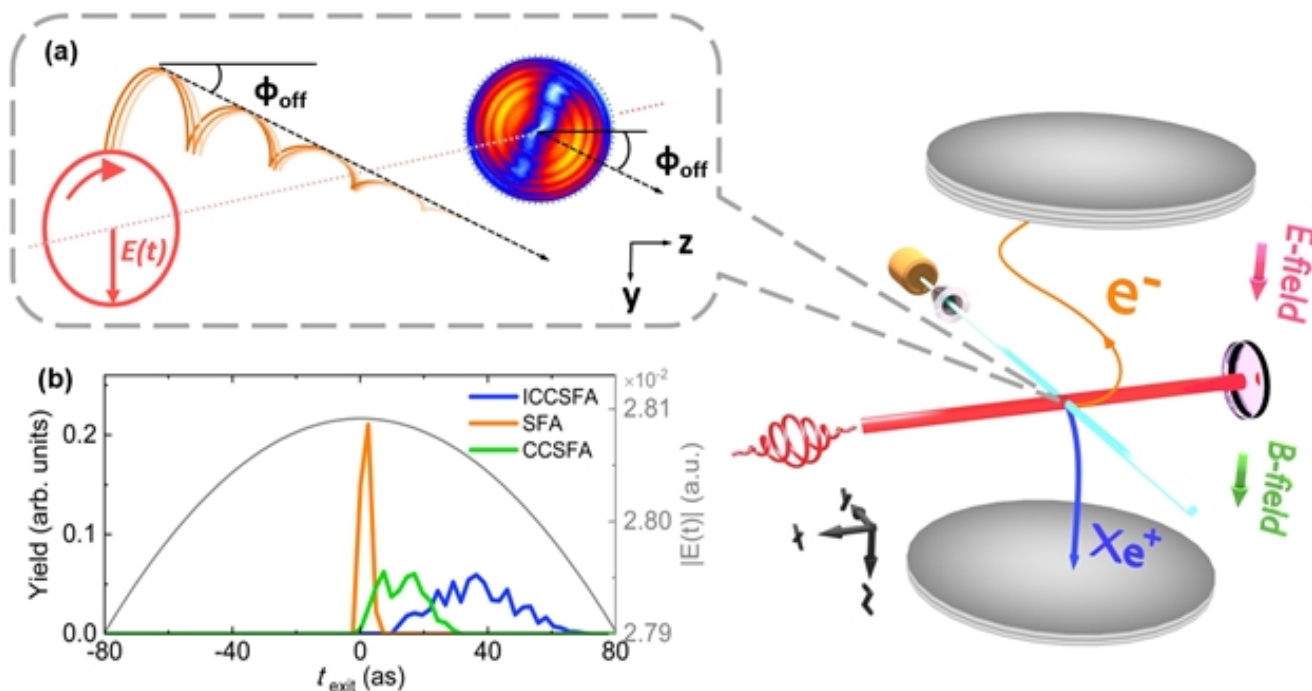 (a)
ϕoff
ϕoff
E(t)
z
y
E-field
e-
B-field
Xe+
x
y
z
(b)
ICCSFA
SFA
CCSFA
×10-2
2.81
2.80
2.79
|E(t)| (a.u.)
Yield (arb. units)
0.2
0.1
0.0
-80
-40
0
40
80
t exit (as)